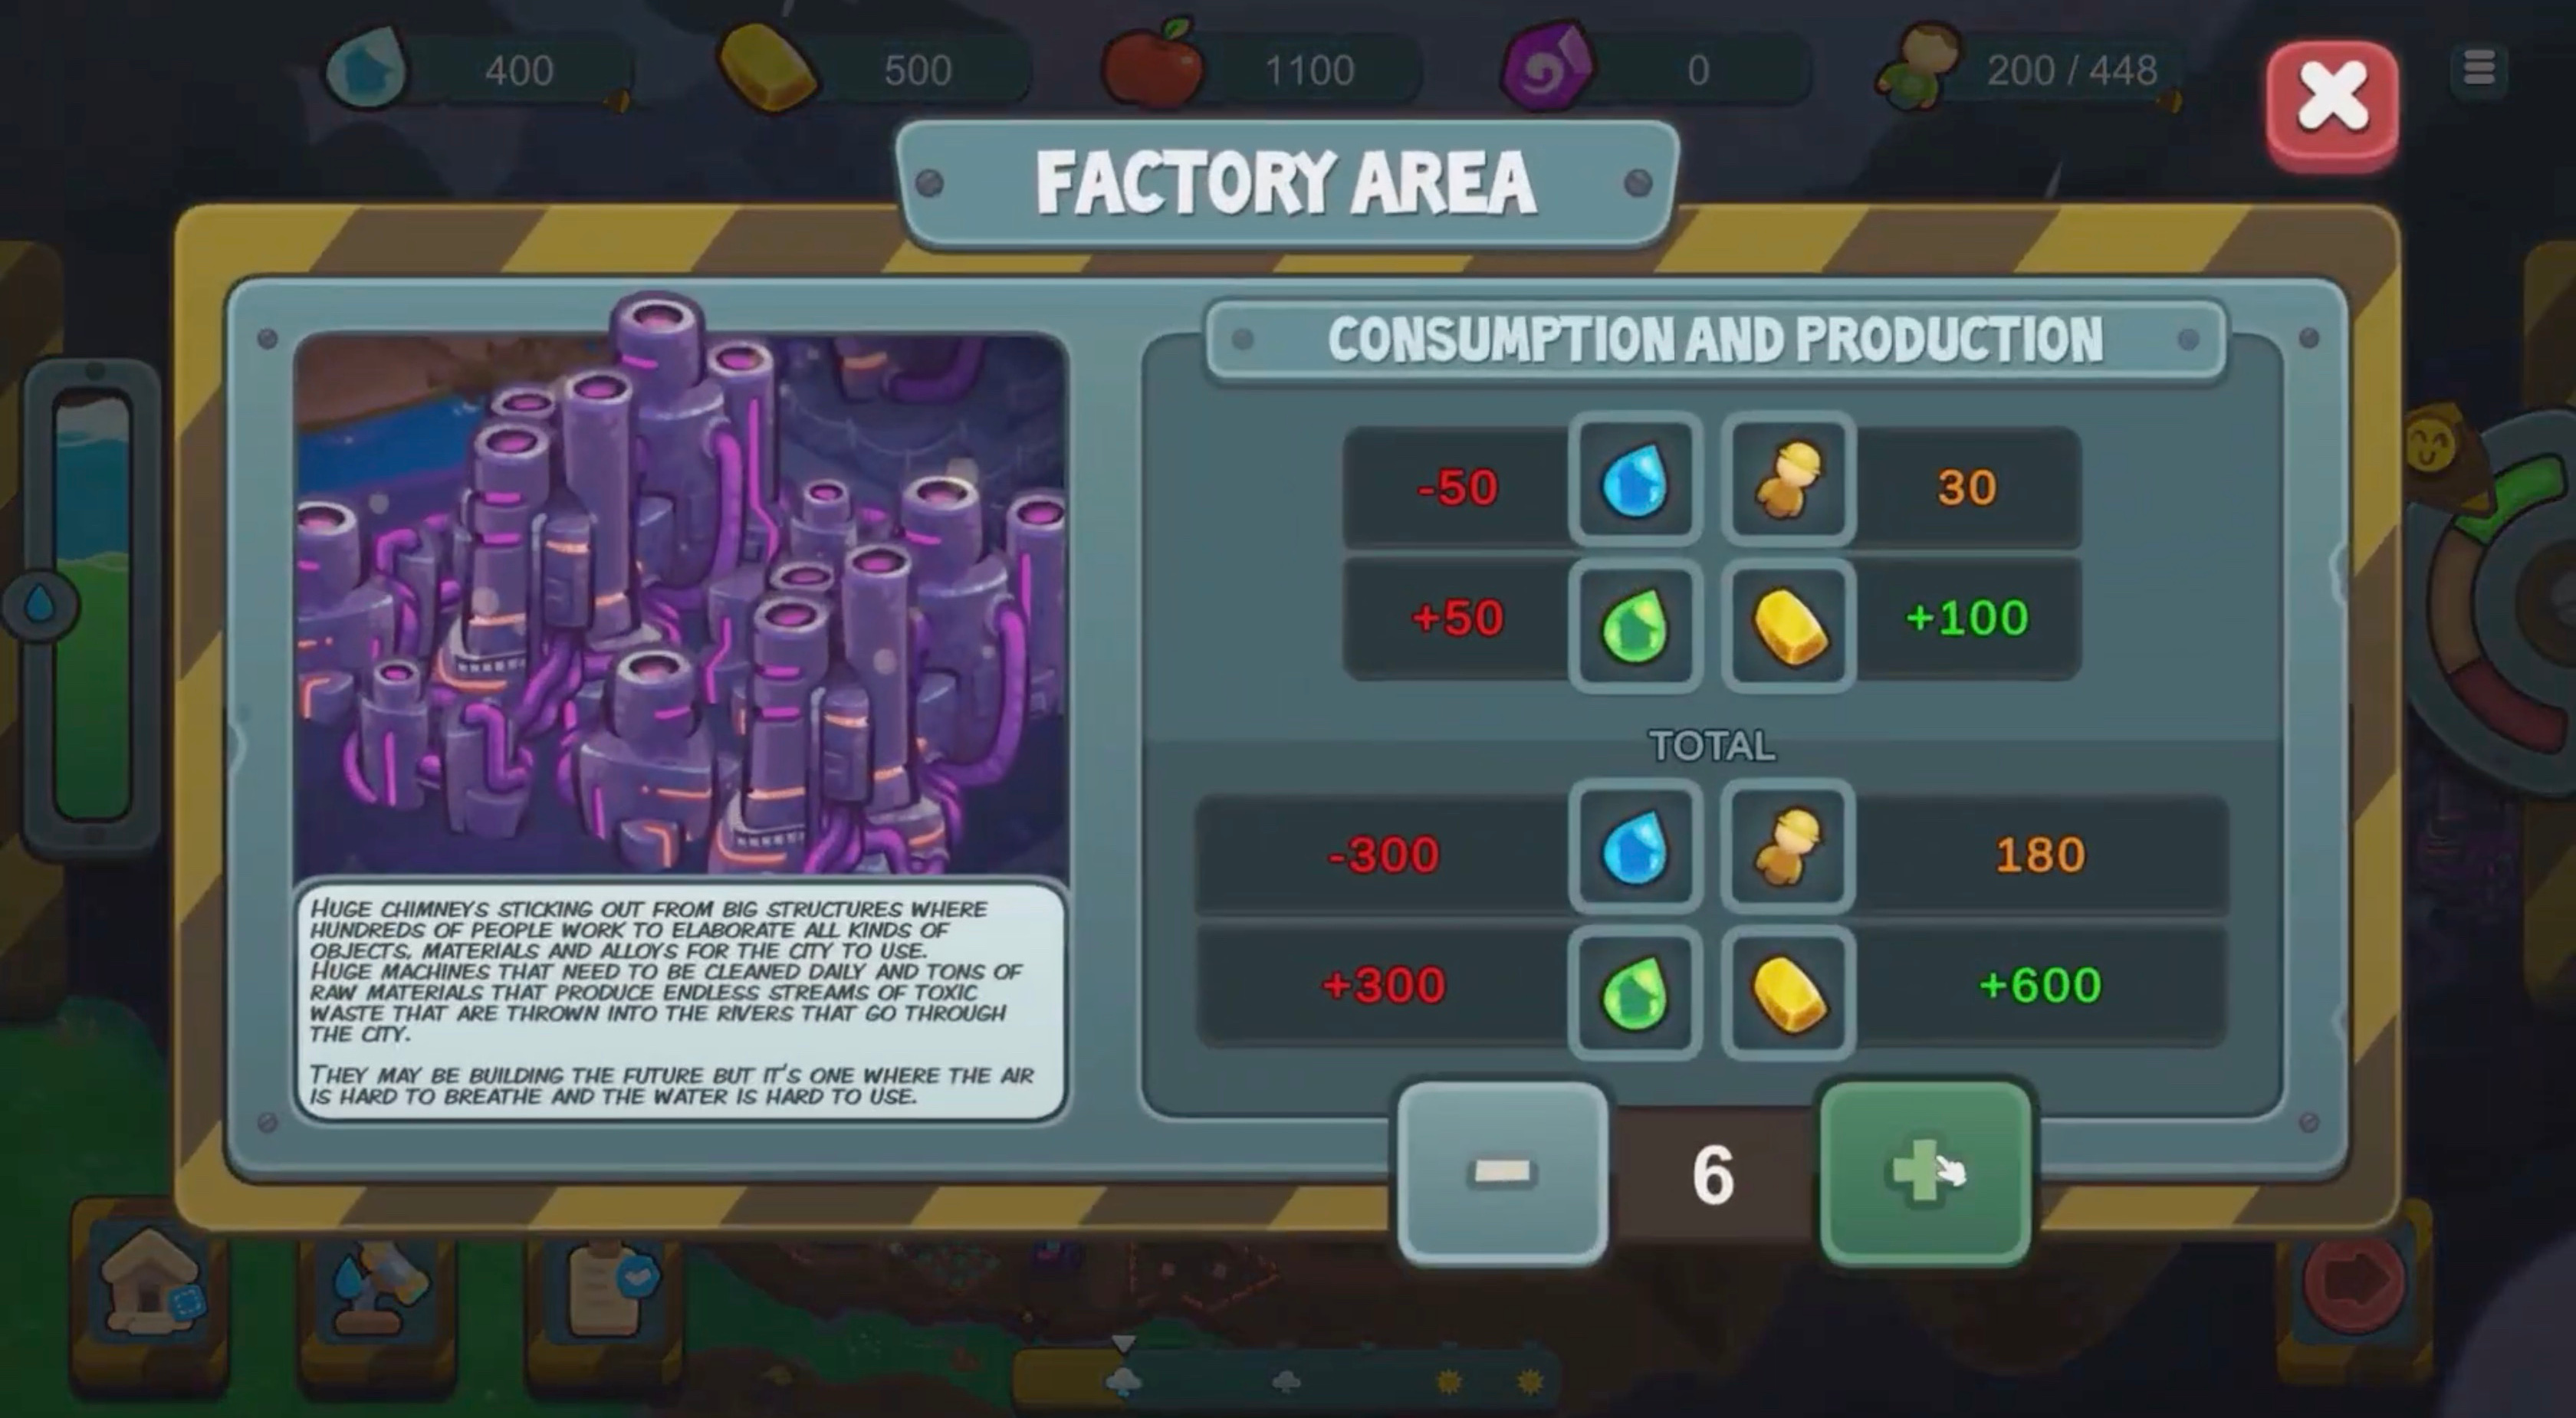 400
500
1100
0
200 / 448
FACTORY AREA
CONSUMPTION AND PRODUCTION
-50
30
+50
+100
TOTAL
-300
180
+300
+600
HUGE CHIMNEYS STICKING OUT FROM BIG STRUCTURES WHERE
HUNDREDS OF PEOPLE WORK TO ELABORATE ALL KINDS OF
OBJECTS, MATERIALS AND ALLOYS FOR THE CITY TO USE.
HUGE MACHINES THAT NEED TO BE CLEANED DAILY AND TONS OF
RAW MATERIALS THAT PRODUCE ENDLESS STREAMS OF TOXIC
WASTE THAT ARE THROWN INTO THE RIVERS THAT GO THROUGH
THE CITY.
THEY MAY BE BUILDING THE FUTURE BUT IT'S ONE WHERE THE AIR
IS HARD TO BREATHE AND THE WATER IS HARD TO USE.
6